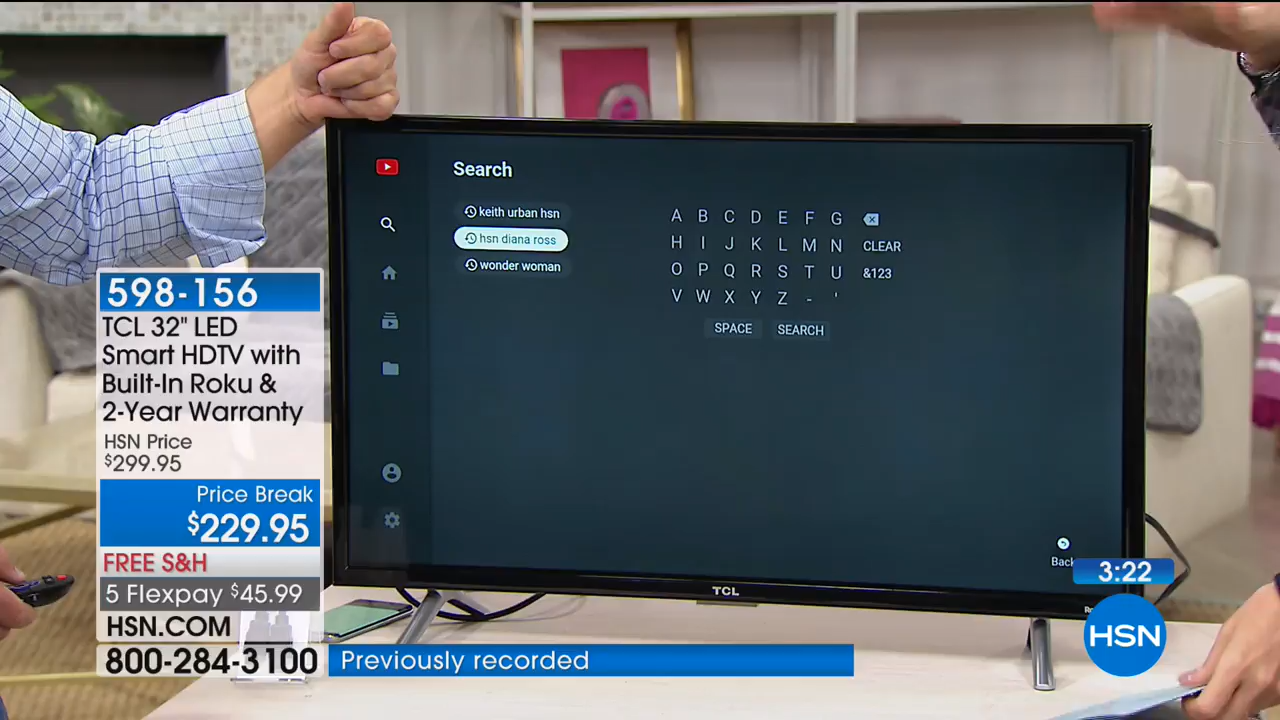 Search
keith urban hsn
hsn diana ross
wonder woman
A B C D E F G
H I J K L M N CLEAR
O P Q R S T U &123
V W X Y Z - '
SPACE SEARCH
Back
TCL
598-156
TCL 32" LED
Smart HDTV with
Built-In Roku &
2-Year Warranty
HSN Price
$299.95
Price Break
$229.95
FREE S&H
5 Flexpay $45.99
HSN.COM
800-284-3100
Previously recorded
3:22
HSN